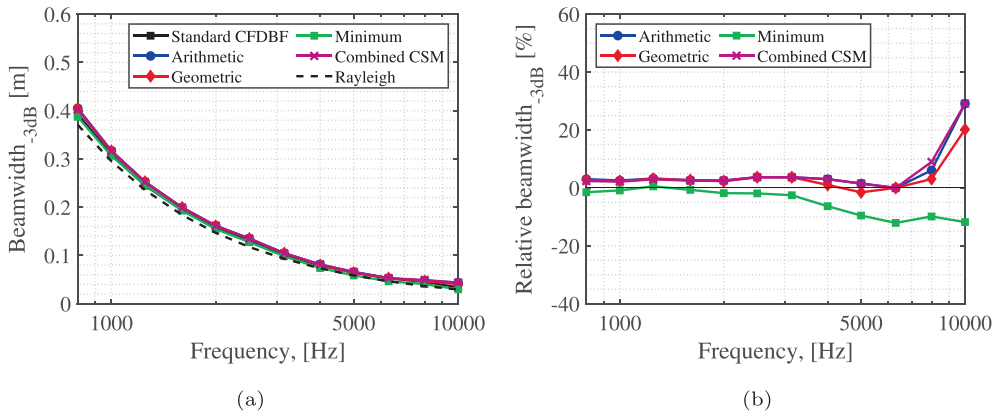 Beamwidth-3dB [m]
0.6
0.5
0.4
0.3
0.2
0.1
0
Standard CFDBF
Arithmetic
Geometric
Minimum
Combined CSM
Rayleigh
1000
5000
10000
Frequency, [Hz]
(a)
Relative beamwidth-3dB [%]
60
40
20
0
-20
-40
Arithmetic
Geometric
Minimum
Combined CSM
1000
5000
10000
Frequency, [Hz]
(b)